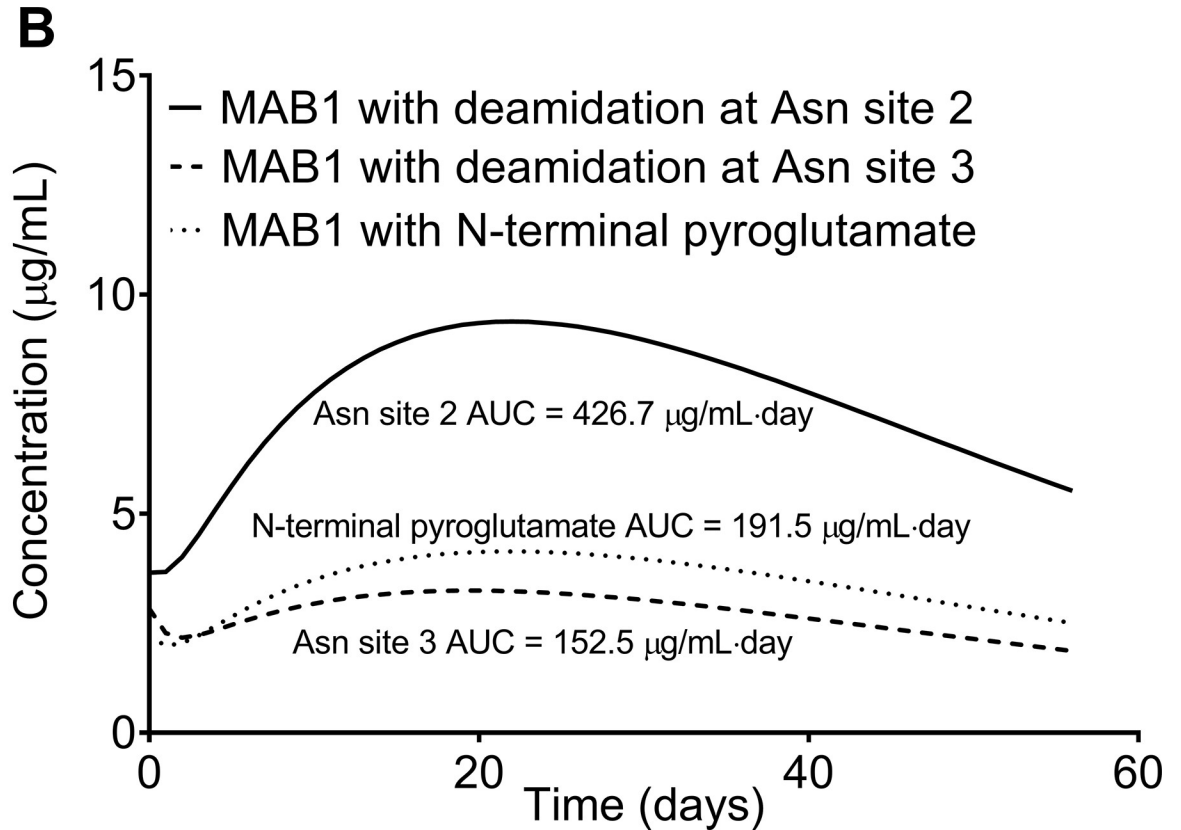 B
15
MAB1 with deamidation at Asn site 2
MAB1 with deamidation at Asn site 3
MAB1 with N-terminal pyroglutamate
10
Concentration (μg/mL)
Asn site 2 AUC = 426.7 μg/mL·day
5
N-terminal pyroglutamate AUC = 191.5 μg/mL·day
Asn site 3 AUC = 152.5 μg/mL·day
0
0 20 40 60
Time (days)